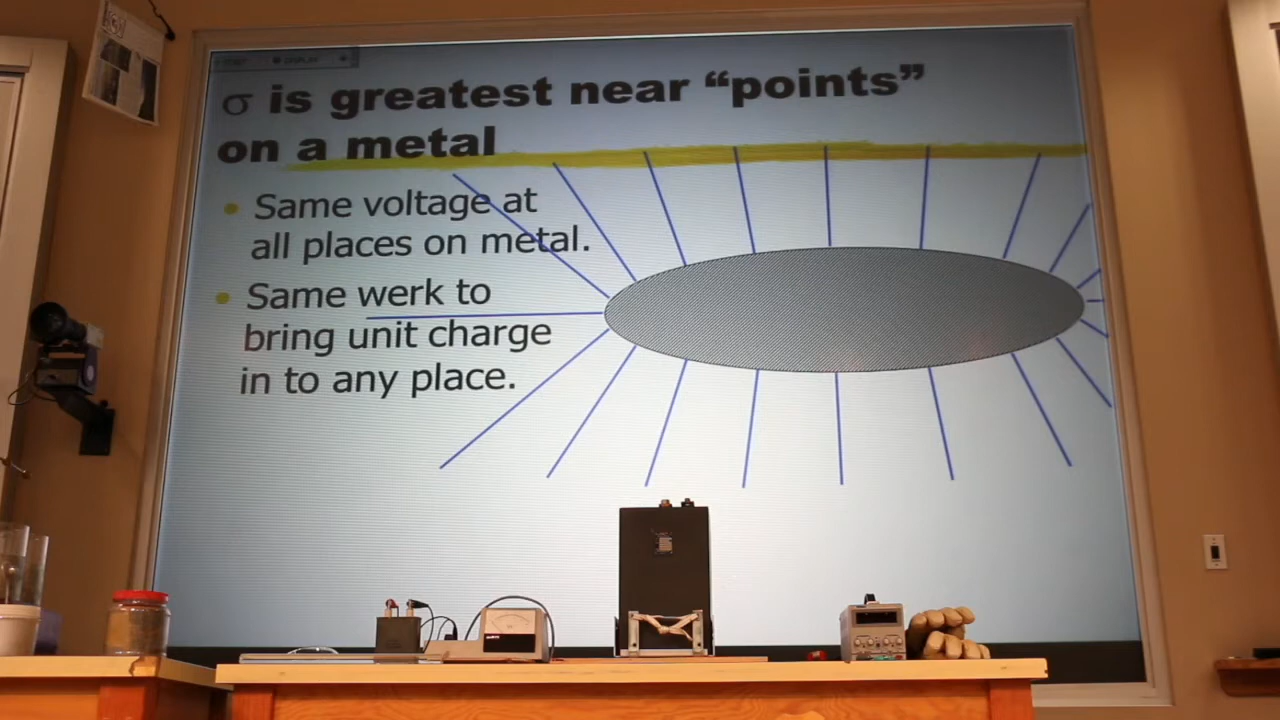 σ is greatest near “points”
on a metal
• Same voltage at
all places on metal.
• Same werk to
bring unit charge
in to any place.